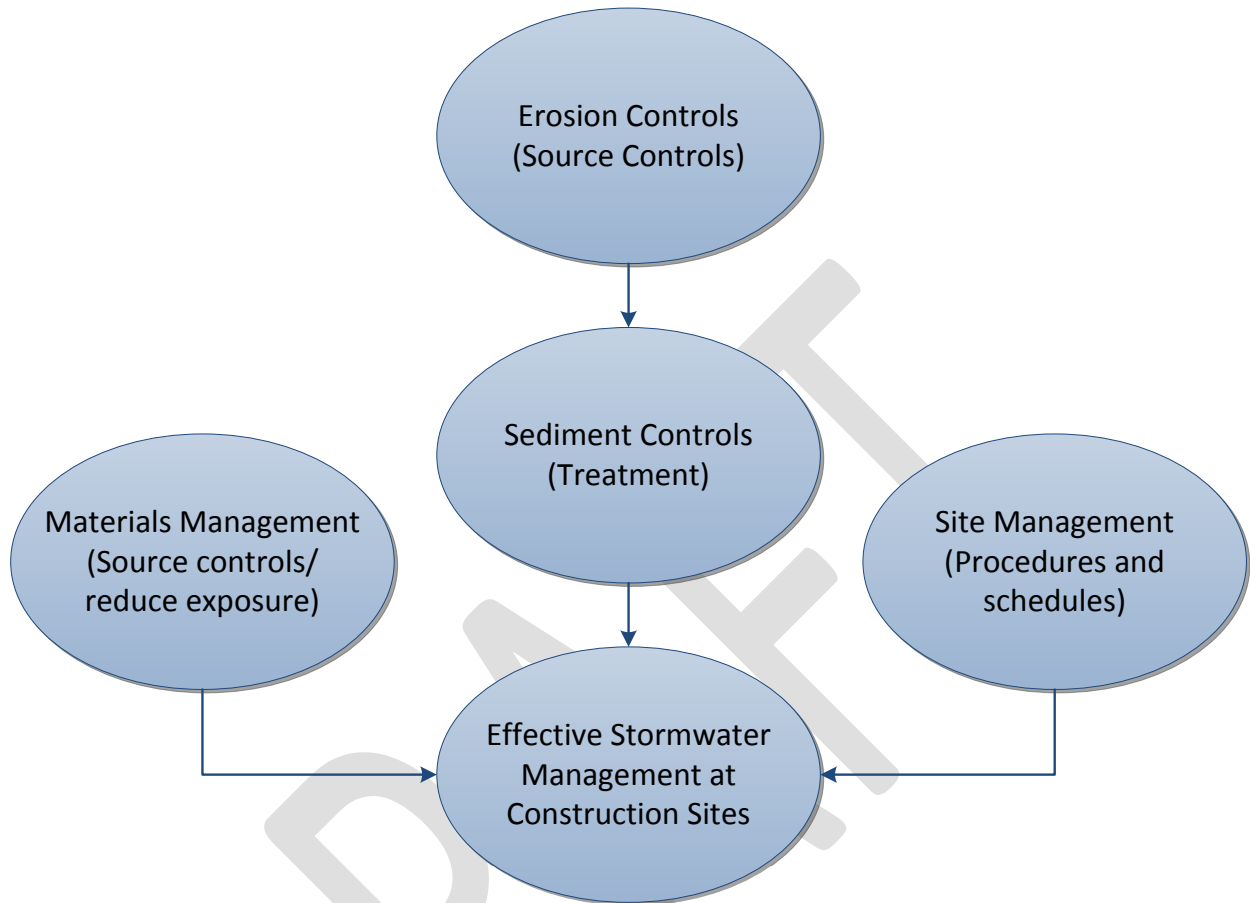 Erosion Controls
(Source Controls)
Sediment Controls
(Treatment)
Materials Management
(Source controls/
reduce exposure)
Site Management
(Procedures and
schedules)
Effective Stormwater
Management at
Construction Sites
DRAFT